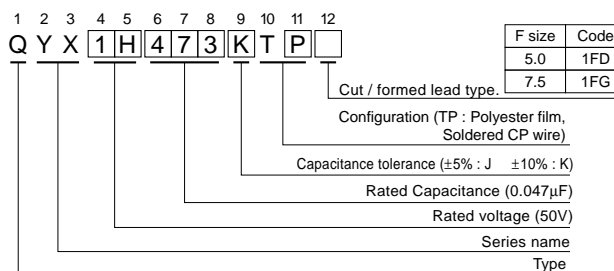 1 2 3 4 5 6 7 8 9 10 11 12
Q Y X 1 H 4 7 3 K T P
F size Code
5.0 1FD
7.5 1FG
Cut / formed lead type.
Configuration (TP : Polyester film,
Soldered CP wire)
Capacitance tolerance (±5% : J ±10% : K)
Rated Capacitance (0.047μF)
Rated voltage (50V)
Series name
Type